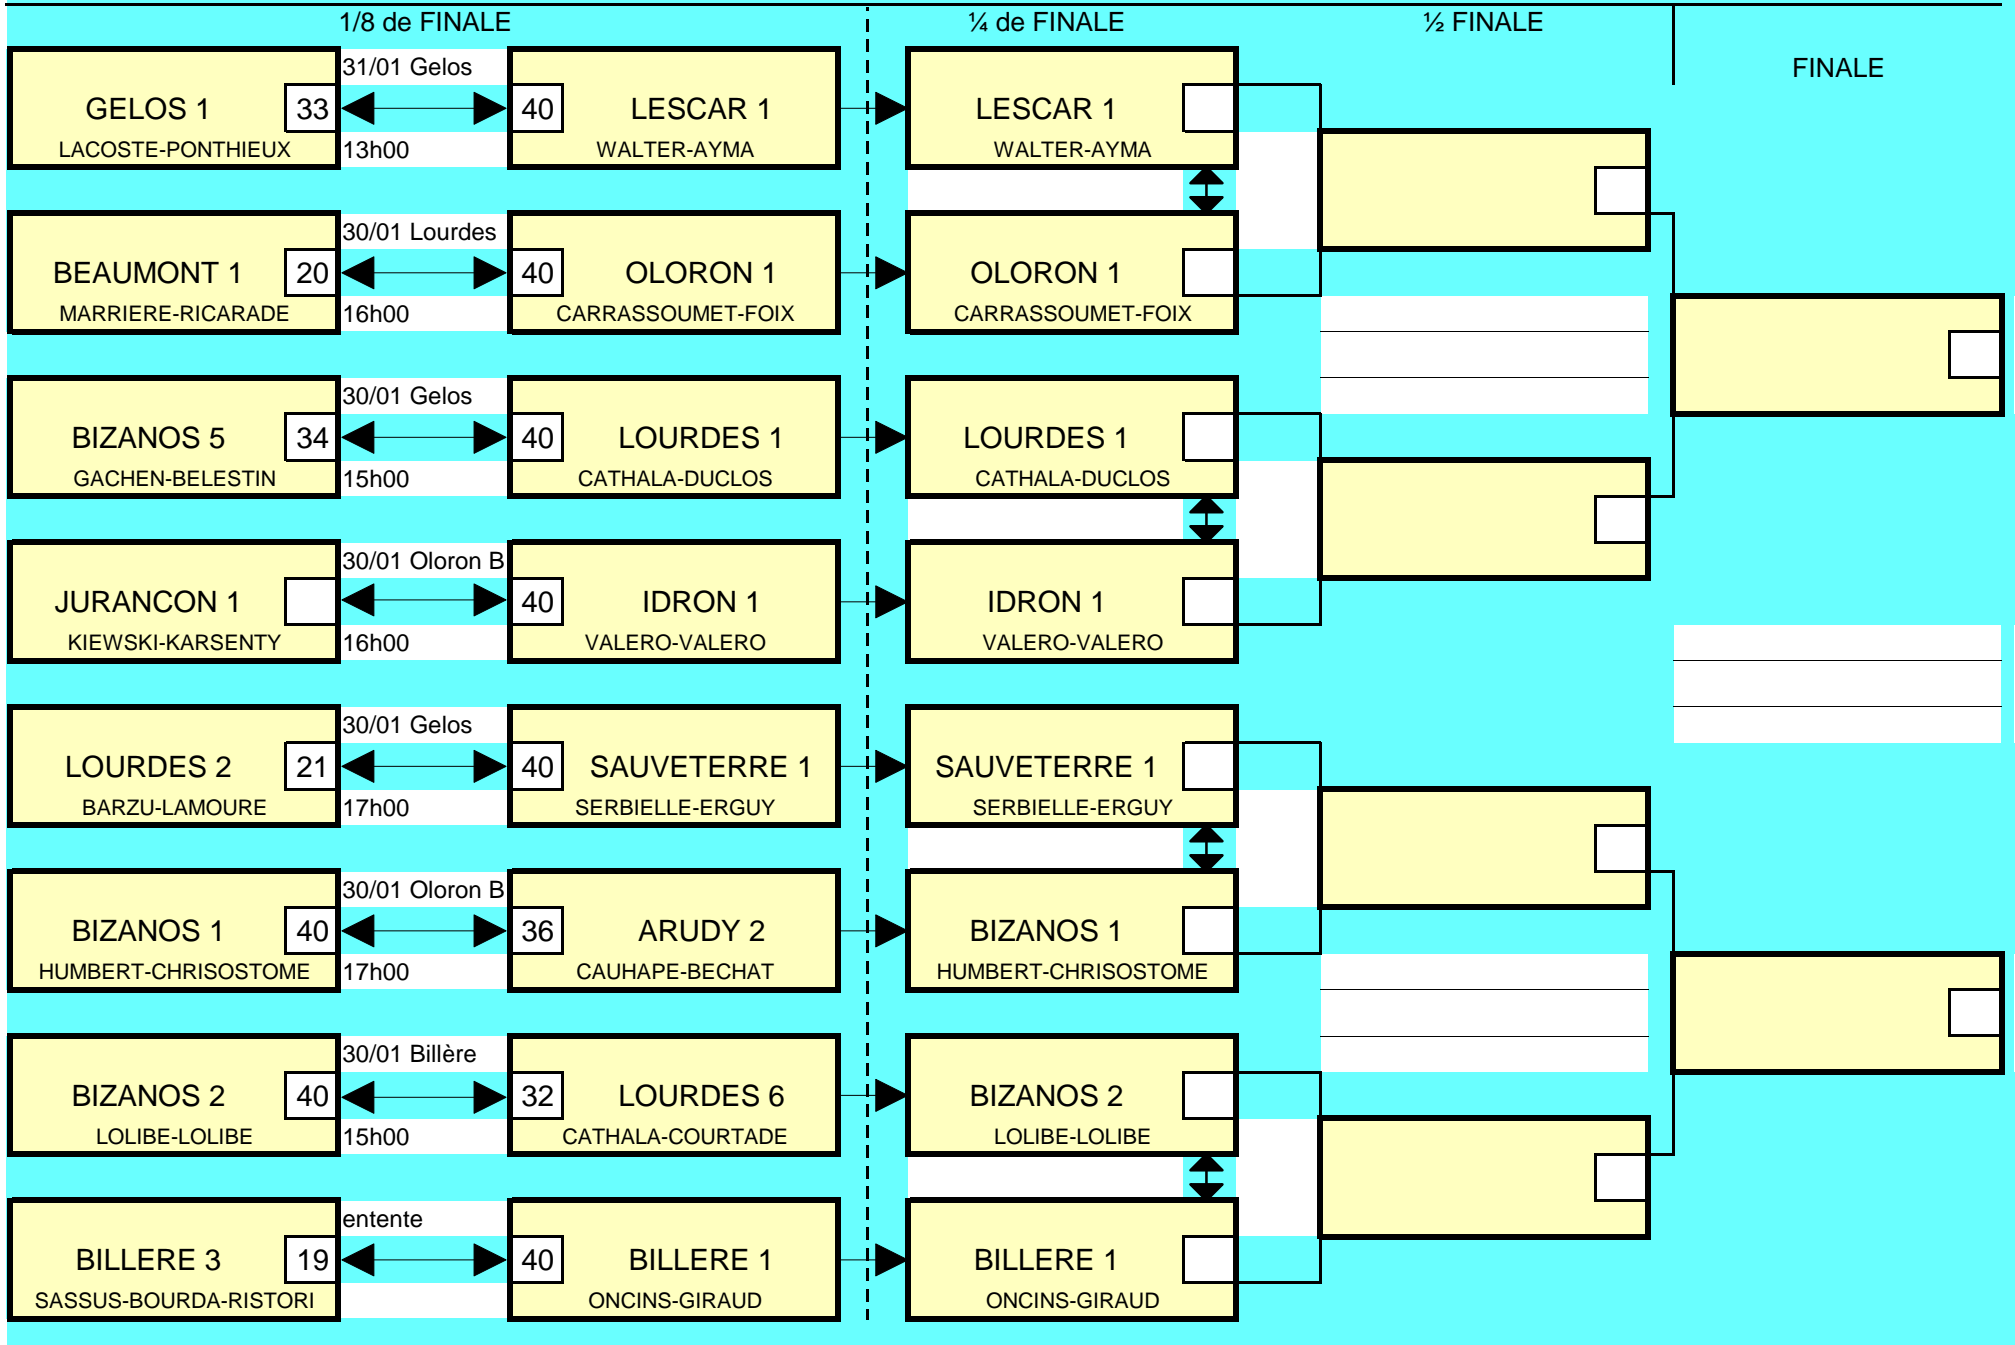 1/8 de FINALE
¼ de FINALE
½ FINALE
FINALE
31/01 Gelos
GELOS 1 33 40 LESCAR 1
LACOSTE-PONTHIEUX 13h00 WALTER-AYMA
LESCAR 1
WALTER-AYMA
30/01 Lourdes
BEAUMONT 1 20 40 OLORON 1
MARRIERE-RICARADE 16h00 CARRASSOUMET-FOIX
OLORON 1
CARRASSOUMET-FOIX
30/01 Gelos
BIZANOS 5 34 40 LOURDES 1
GACHEN-BELESTIN 15h00 CATHALA-DUCLOS
LOURDES 1
CATHALA-DUCLOS
30/01 Oloron B
JURANCON 1 40 IDRON 1
KIEWSKI-KARSENTY 16h00 VALERO-VALERO
IDRON 1
VALERO-VALERO
30/01 Gelos
LOURDES 2 21 40 SAUVETERRE 1
BARZU-LAMOURE 17h00 SERBIELLE-ERGUY
SAUVETERRE 1
SERBIELLE-ERGUY
30/01 Oloron B
BIZANOS 1 40 36 ARUDY 2
HUMBERT-CHRISOSTOME 17h00 CAUHAPE-BECHAT
BIZANOS 1
HUMBERT-CHRISOSTOME
30/01 Billère
BIZANOS 2 40 32 LOURDES 6
LOLIBE-LOLIBE 15h00 CATHALA-COURTADE
BIZANOS 2
LOLIBE-LOLIBE
entente
BILLERE 3 19 40 BILLERE 1
SASSUS-BOURDA-RISTORI ONCINS-GIRAUD
BILLERE 1
ONCINS-GIRAUD